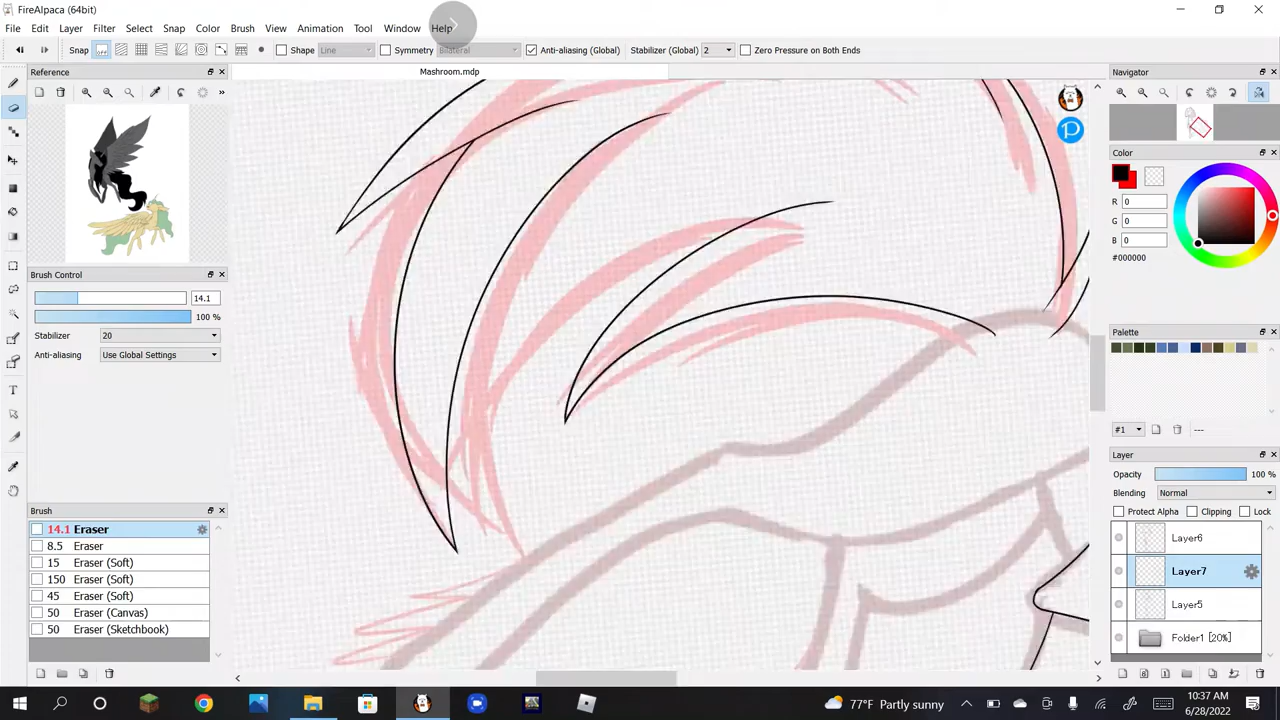 FireAlpaca (64bit)
File Edit Layer Filter Select Snap Color Brush View Animation Tool Window Help
Snap Shape Line Symmetry Bilateral Anti-aliasing (Global) Stabilizer (Global) 2 Zero Pressure on Both Ends
Reference
Mashroom.mdp
Navigator
Color
R 0
G 0
B 0
#000000
Brush Control
14.1
100 %
Stabilizer 20
Anti-aliasing Use Global Settings
Palette
#1 ---
Layer
Opacity 100 %
Blending Normal
Protect Alpha Clipping Lock
Layer6
Layer7
Layer5
Folder1 [20%]
Brush
14.1 Eraser
8.5 Eraser
15 Eraser (Soft)
150 Eraser (Soft)
45 Eraser (Soft)
50 Eraser (Canvas)
50 Eraser (Sketchbook)
77°F Partly sunny
10:37 AM
6/28/2022